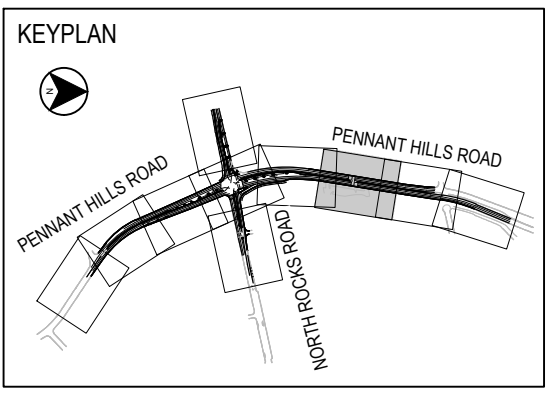 KEYPLAN
N
PENNANT HILLS ROAD
PENNANT HILLS ROAD
NORTH ROCKS ROAD